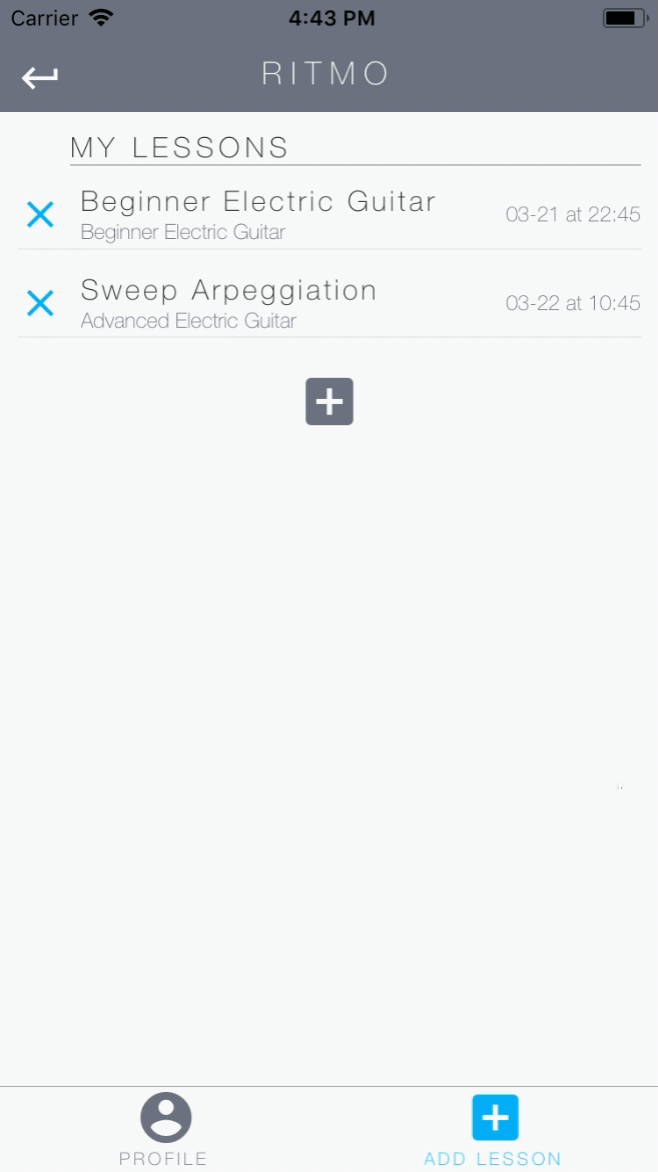 Carrier 4:43 PM
RITMO
MY LESSONS
Beginner Electric Guitar
Beginner Electric Guitar
03-21 at 22:45
Sweep Arpeggiation
Advanced Electric Guitar
03-22 at 10:45
PROFILE
ADD LESSON